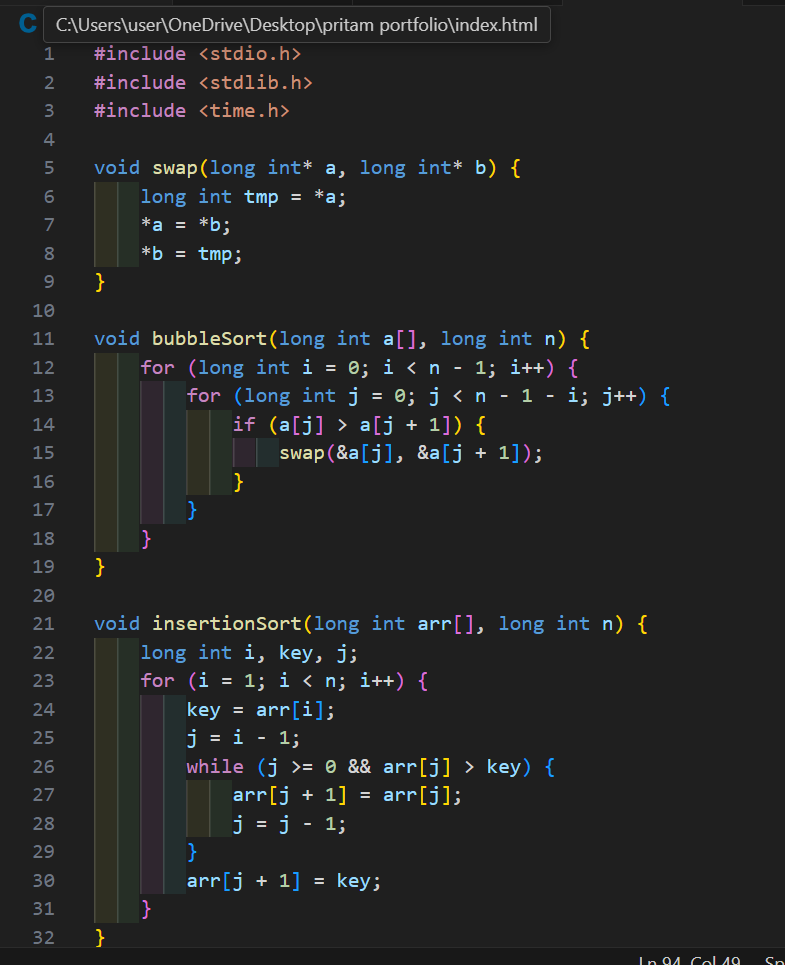 C:\Users\user\OneDrive\Desktop\pritam portfolio\index.html
1 #include <stdio.h>
2 #include <stdlib.h>
3 #include <time.h>
4
5 void swap(long int* a, long int* b) {
6     long int tmp = *a;
7     *a = *b;
8     *b = tmp;
9 }
10
11 void bubbleSort(long int a[], long int n) {
12     for (long int i = 0; i < n - 1; i++) {
13         for (long int j = 0; j < n - 1 - i; j++) {
14             if (a[j] > a[j + 1]) {
15                 swap(&a[j], &a[j + 1]);
16             }
17         }
18     }
19 }
20
21 void insertionSort(long int arr[], long int n) {
22     long int i, key, j;
23     for (i = 1; i < n; i++) {
24         key = arr[i];
25         j = i - 1;
26         while (j >= 0 && arr[j] > key) {
27             arr[j + 1] = arr[j];
28             j = j - 1;
29         }
30         arr[j + 1] = key;
31     }
32 }
Ln 94, Col 49